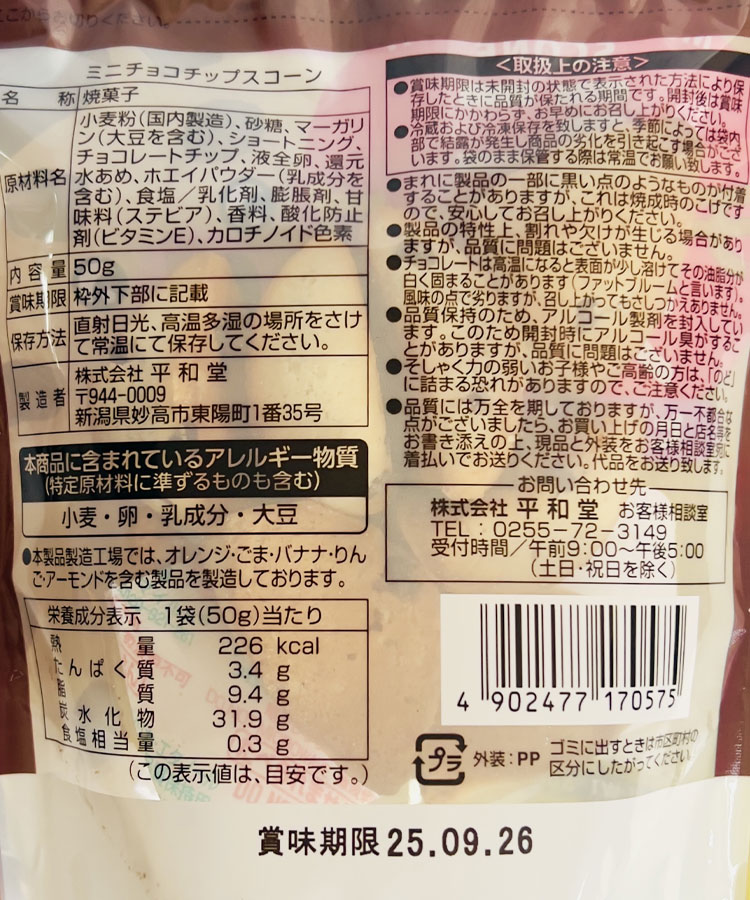 ここから切りください。
ミニチョコチップスコーン
名称 焼菓子
原材料名
小麦粉(国内製造)、砂糖、マーガリ
ン(大豆を含む)、ショートニング、
チョコレートチップ、液全卵、還元
水あめ、ホエイパウダー(乳成分を
含む)、食塩/乳化剤、膨脹剤、甘
味料(ステビア)、香料、酸化防止
剤(ビタミンE)、カロチノイド色素
内容量 50g
賞味期限 枠外下部に記載
保存方法
直射日光、高温多湿の場所をさけ
て常温にて保存してください。
製造者
株式会社 平和堂
〒944-0009
新潟県妙高市東陽町1番35号
本商品に含まれているアレルギー物質
(特定原材料に準ずるものも含む)
小麦・卵・乳成分・大豆
●本製品製造工場では、オレンジ・ごま・バナナ・りん
ご・アーモンドを含む製品を製造しております。
栄養成分表示 1袋(50g)当たり
熱量 226 kcal
たんぱく質 3.4 g
脂質 9.4 g
炭水化物 31.9 g
食塩相当量 0.3 g
(この表示値は、目安です。)
<取扱上の注意>
●賞味期限は未開封の状態で表示された方法により保
存したときに品質が保たれる期間です。開封後は賞味
期限にかかわらず、お早めにお召し上がりください。
●冷蔵および冷凍保存を致しますと、季節によっては袋内
部で結露が発生し商品の劣化を引き起こす場合がござ
います。袋のまま保管する際は常温でお願い致します。
●まれに製品の一部に黒い点のようなものが付着
することがありますが、これは焼成時のこげです
ので、安心してお召し上がりください。
●製品の特性上、割れや欠けが生じる場合があり
ますが、品質に問題はございません。
●チョコレートは高温になると表面が少し溶けてその油脂分が
白く固まることがあります(ファットブルームと言います)。
風味の点で劣りますが、召し上がってもさしつかえありません。
●品質保持のため、アルコール製剤を封入してい
ます。このため開封時にアルコール臭がするこ
とがありますが、品質に問題はございません。
●そしゃく力の弱いお子様やご高齢の方は、「のど」
に詰まる恐れがありますので、ご注意ください。
●品質には万全を期しておりますが、万一不都合な
点がございましたら、お買い上げの月日と店名等を
お書き添えの上、現品と外装をお客様相談室宛に
着払いでお送りください。代品をお送り致します。
お問い合わせ先
株式会社 平和堂 お客様相談室
TEL:0255-72-3149
受付時間/午前9:00~午後5:00
(土日・祝日を除く)
4 902477 170575
プラ 外装:PP ゴミに出すときは市区町村の
区分にしたがってください。
賞味期限 25.09.26